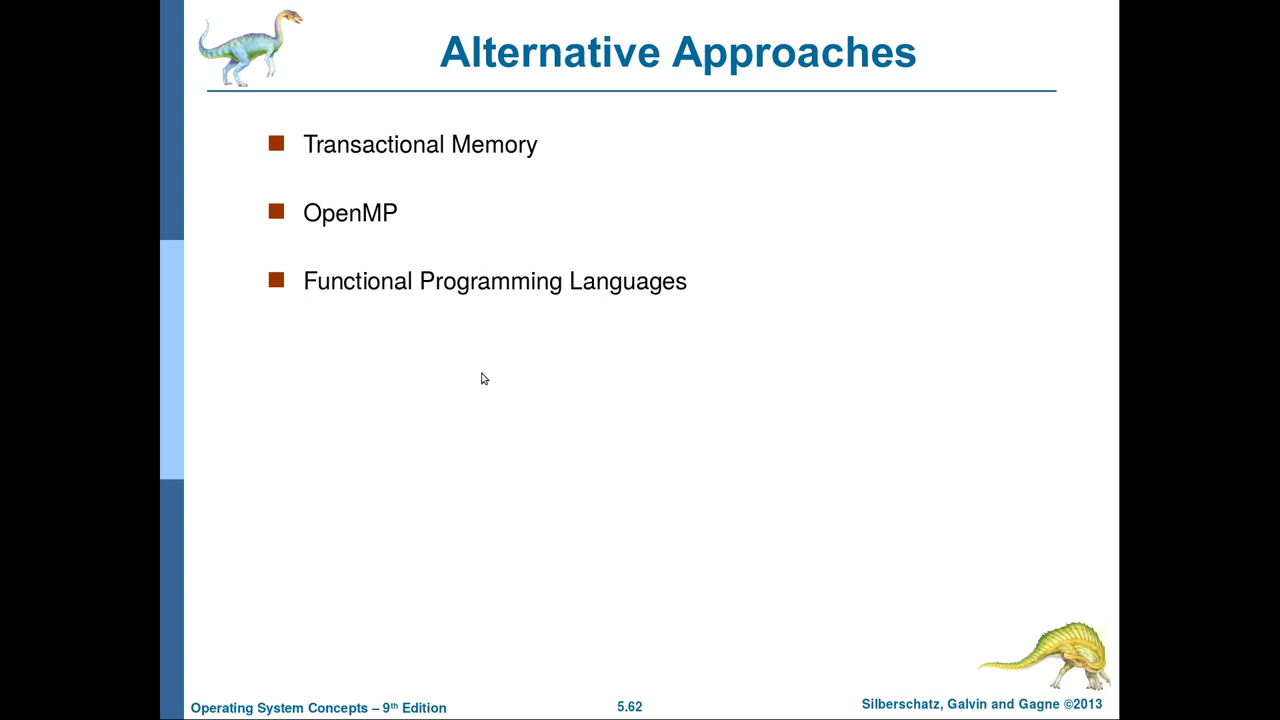 Alternative Approaches
Transactional Memory
OpenMP
Functional Programming Languages
Operating System Concepts – 9th Edition
5.62
Silberschatz, Galvin and Gagne ©2013